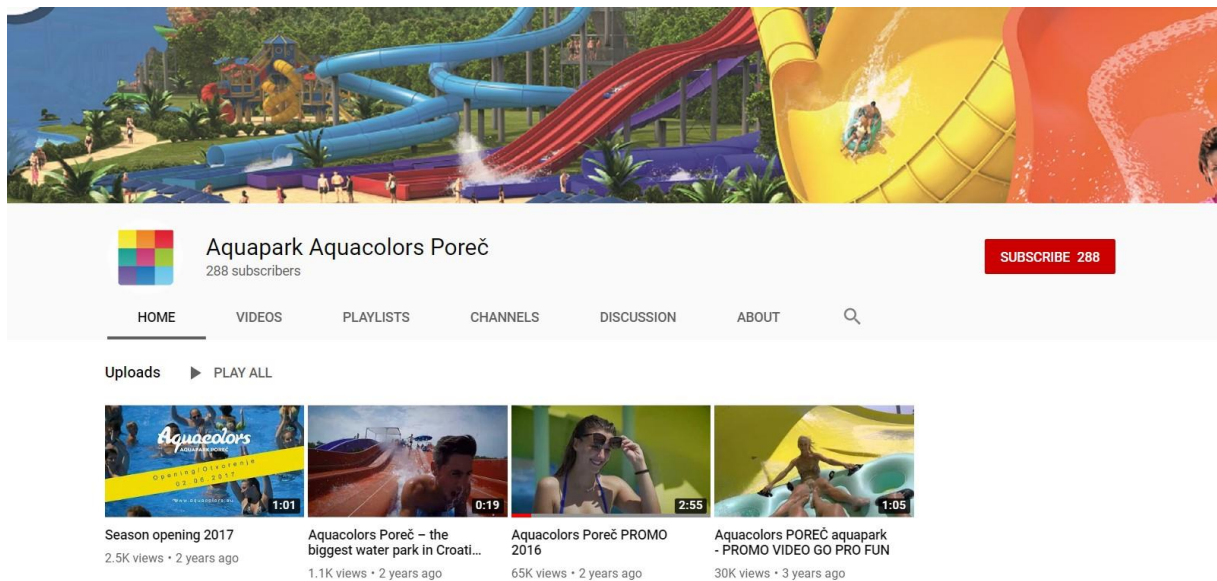 Aquapark Aquacolors Poreč
288 subscribers
SUBSCRIBE 288
HOME VIDEOS PLAYLISTS CHANNELS DISCUSSION ABOUT
Uploads PLAY ALL
Aquacolors
AQUAPARK POREČ
Opening/Otvorenje
www.aquacolors.eu
1:01
Season opening 2017
2.5K views • 2 years ago
0:19
Aquacolors Poreč – the
biggest water park in Croati...
1.1K views • 2 years ago
2:55
Aquacolors Poreč PROMO
2016
65K views • 2 years ago
1:05
Aquacolors POREČ aquapark
- PROMO VIDEO GO PRO FUN
30K views • 3 years ago